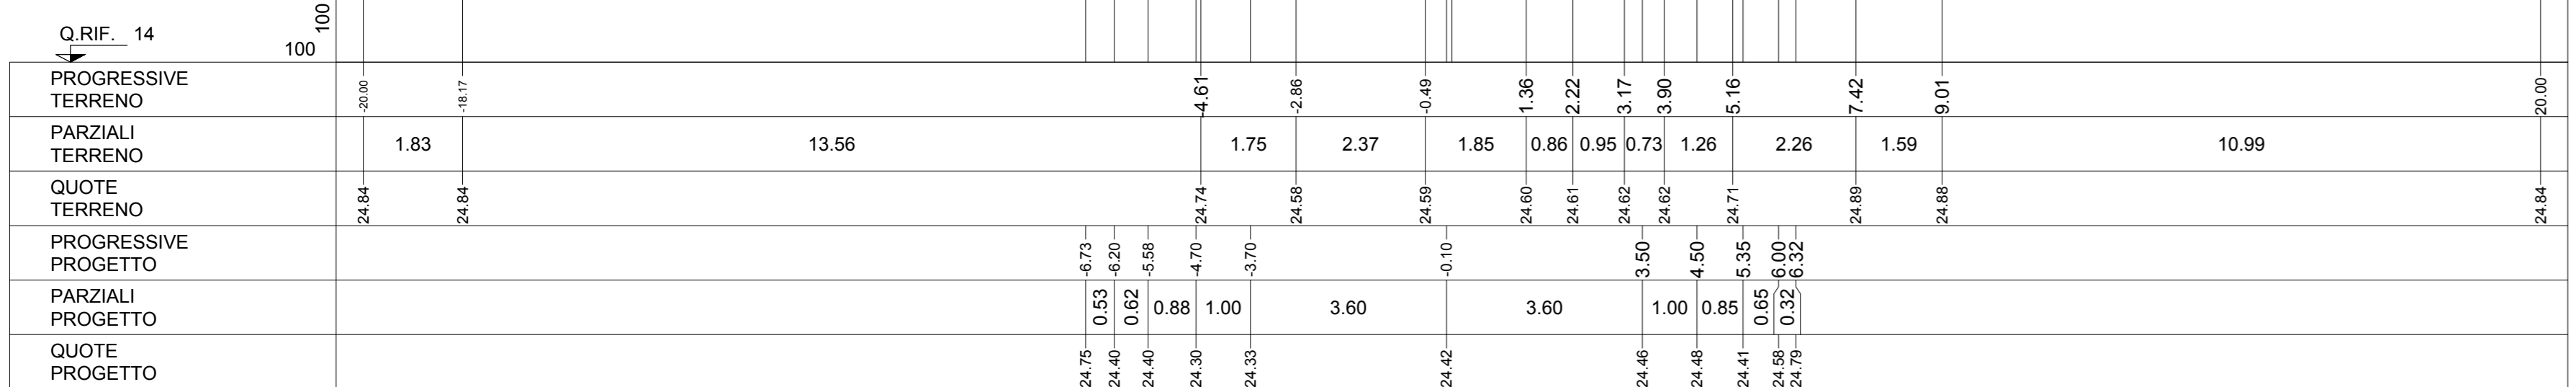 100
Q.RIF. 14
100
PROGRESSIVE
TERRENO
-20.00 -18.17 -4.61 -2.86 -0.49 1.36 2.22 3.17 3.90 5.16 7.42 9.01 20.00
PARZIALI
TERRENO
1.83 13.56 1.75 2.37 1.85 0.86 0.95 0.73 1.26 2.26 1.59 10.99
QUOTE
TERRENO
24.84 24.84 24.74 24.58 24.59 24.60 24.61 24.62 24.62 24.71 24.89 24.88 24.84
PROGRESSIVE
PROGETTO
-6.73 -6.20 -5.58 -4.70 -3.70 -0.10 3.50 4.50 5.35 6.00 6.32
PARZIALI
PROGETTO
0.53 0.62 0.88 1.00 3.60 3.60 1.00 0.85 0.65 0.32
QUOTE
PROGETTO
24.75 24.40 24.40 24.30 24.33 24.42 24.46 24.48 24.41 24.58 24.79